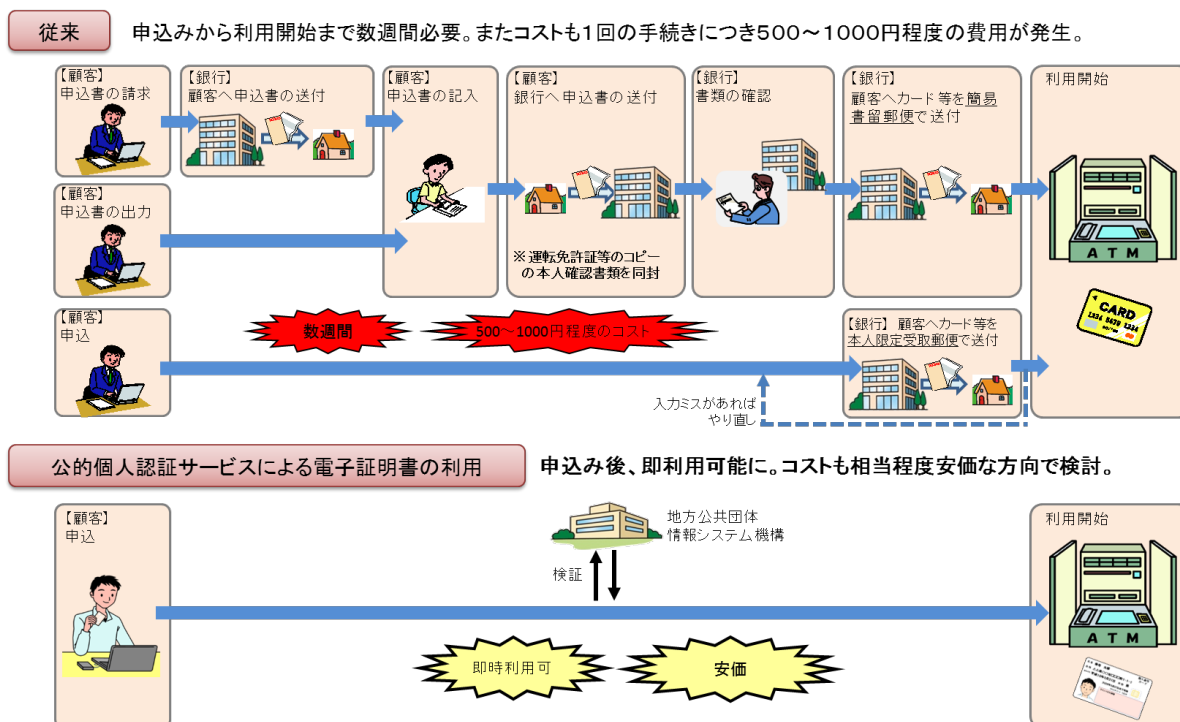 従来
申込みから利用開始まで数週間必要。またコストも1回の手続きにつき500～1000円程度の費用が発生。
【顧客】
申込書の請求
【銀行】
顧客へ申込書の送付
【顧客】
申込書の記入
【顧客】
銀行へ申込書の送付
【銀行】
書類の確認
【銀行】
顧客へカード等を簡易
書留郵便で送付
利用開始
【顧客】
申込書の出力
※運転免許証等のコピー
の本人確認書類を同封
ATM
【顧客】
申込
数週間
500～1000円程度のコスト
【銀行】 顧客へカード等を
本人限定受取郵便で送付
CARD
1234 5678 1234
入力ミスがあれば
やり直し
公的個人認証サービスによる電子証明書の利用
申込み後、即利用可能に。コストも相当程度安価な方向で検討。
【顧客】
申込
地方公共団体
情報システム機構
検証
利用開始
ATM
即時利用可
安価